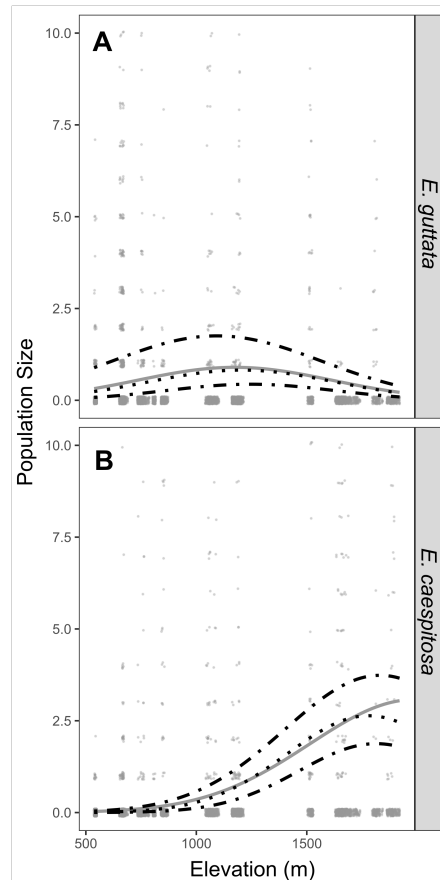 A
10.0
7.5
5.0
2.5
0.0
E. guttata
Population Size
B
10.0
7.5
5.0
2.5
0.0
E. caespitosa
500
1000
1500
Elevation (m)